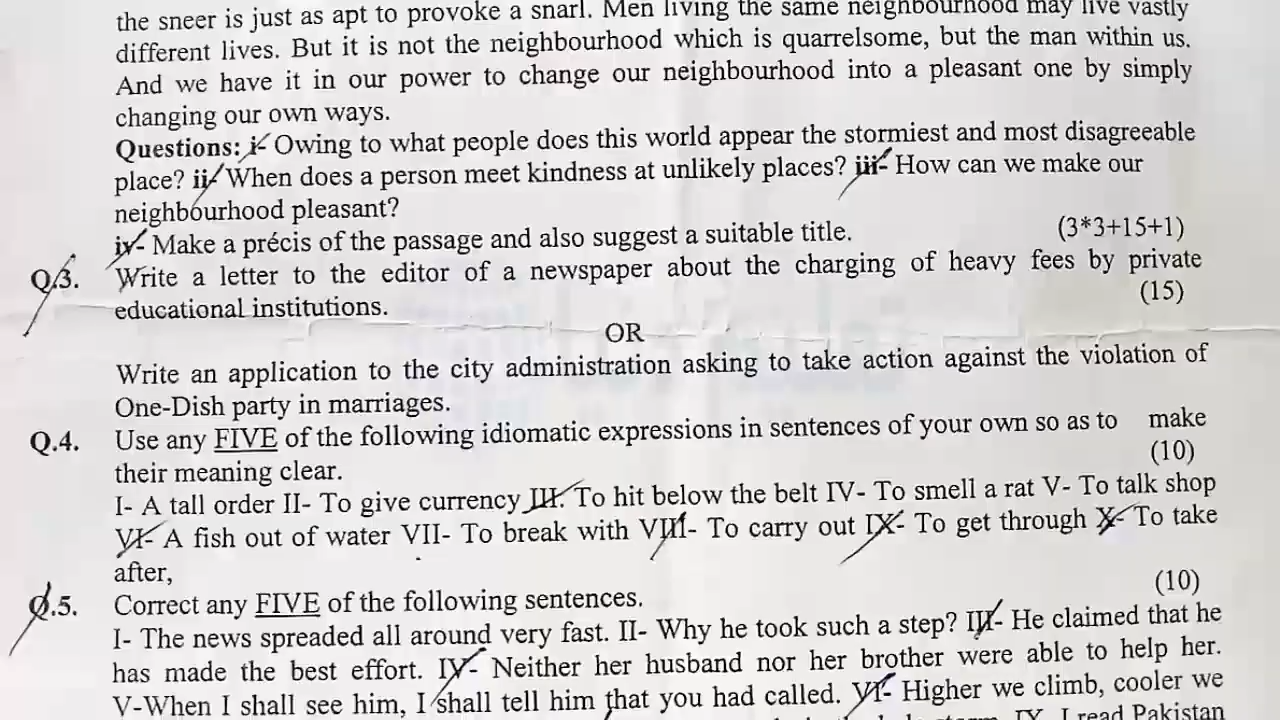 the sneer is just as apt to provoke a snarl. Men living the same neighbourhood may live vastly
different lives. But it is not the neighbourhood which is quarrelsome, but the man within us.
And we have it in our power to change our neighbourhood into a pleasant one by simply
changing our own ways.
Questions: i- Owing to what people does this world appear the stormiest and most disagreeable
place? ii- When does a person meet kindness at unlikely places? iii- How can we make our
neighbourhood pleasant?
iv- Make a précis of the passage and also suggest a suitable title. (3*3+15+1)
Q.3. Write a letter to the editor of a newspaper about the charging of heavy fees by private
educational institutions. (15)
OR
Write an application to the city administration asking to take action against the violation of
One-Dish party in marriages.
Q.4. Use any FIVE of the following idiomatic expressions in sentences of your own so as to make
their meaning clear. (10)
I- A tall order II- To give currency III. To hit below the belt IV- To smell a rat V- To talk shop
VI- A fish out of water VII- To break with VIII- To carry out IX- To get through X- To take
after,
Q.5. Correct any FIVE of the following sentences. (10)
I- The news spreaded all around very fast. II- Why he took such a step? III- He claimed that he
has made the best effort. IV- Neither her husband nor her brother were able to help her.
V-When I shall see him, I shall tell him that you had called. VI- Higher we climb, cooler we
IX. I read Pakistan